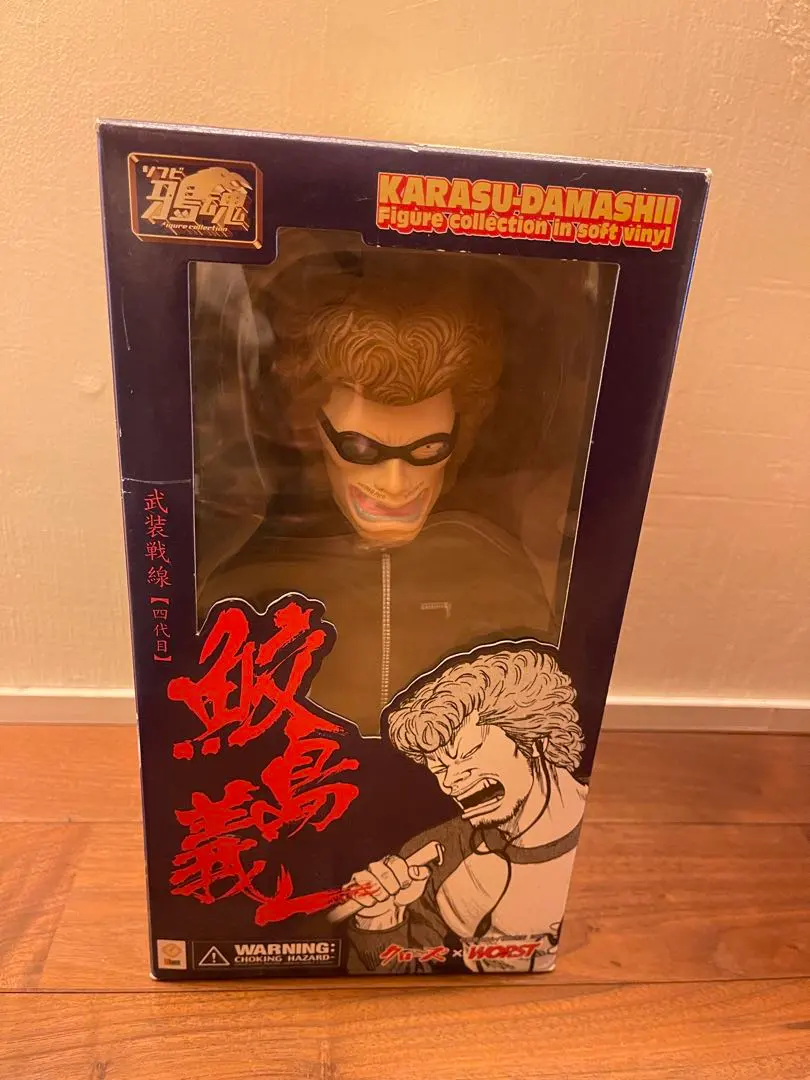 ソフビ
鴉魂
Figure collection
KARASU-DAMASHII
Figure collection in soft vinyl
武装戦線【四代目】
鮫島義一
WARNING:
CHOKING HAZARD-
クローズ×WORST